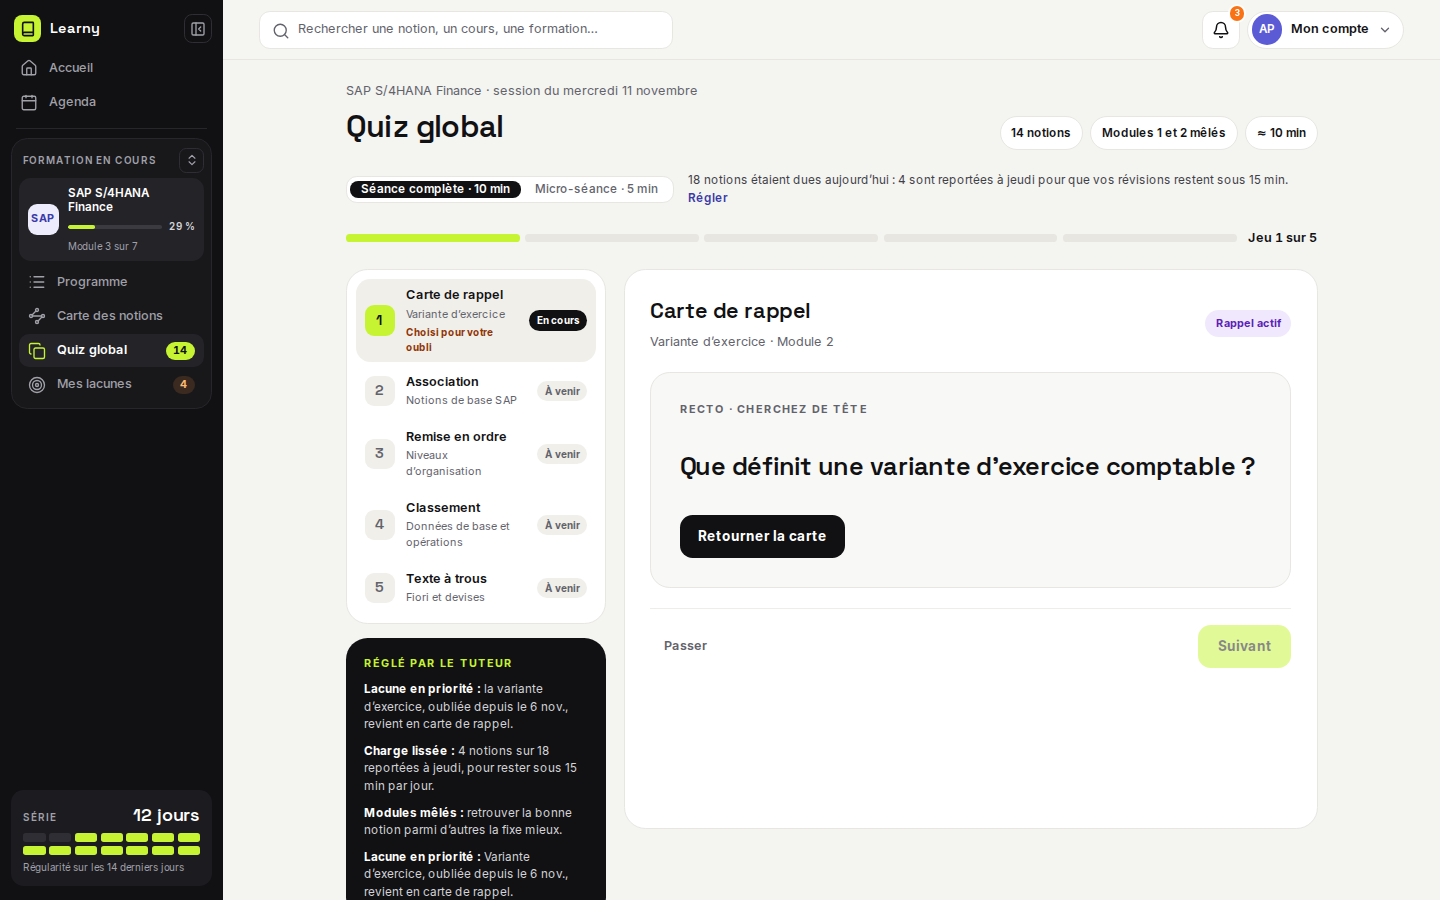 Learny
Accueil
Agenda
FORMATION EN COURS
SAP
SAP S/4HANA
Finance
29 %
Module 3 sur 7
Programme
Carte des notions
Quiz global
14
Mes lacunes
4
SÉRIE
12 jours
Régularité sur les 14 derniers jours
Rechercher une notion, un cours, une formation...
3
AP
Mon compte
SAP S/4HANA Finance · session du mercredi 11 novembre
Quiz global
14 notions
Modules 1 et 2 mêlés
≈ 10 min
Séance complète · 10 min
Micro-séance · 5 min
18 notions étaient dues aujourd’hui : 4 sont reportées à jeudi pour que vos révisions restent sous 15 min.
Régler
Jeu 1 sur 5
1
Carte de rappel
Variante d’exercice
Choisi pour votre
oubli
En cours
2
Association
Notions de base SAP
À venir
3
Remise en ordre
Niveaux
d’organisation
À venir
4
Classement
Données de base et
opérations
À venir
5
Texte à trous
Fiori et devises
À venir
RÉGLÉ PAR LE TUTEUR
Lacune en priorité : la variante
d’exercice, oubliée depuis le 6 nov.,
revient en carte de rappel.
Charge lissée : 4 notions sur 18
reportées à jeudi, pour rester sous 15
min par jour.
Modules mêlés : retrouver la bonne
notion parmi d’autres la fixe mieux.
Lacune en priorité : Variante
d’exercice, oubliée depuis le 6 nov.,
revient en carte de rappel.
Carte de rappel
Variante d’exercice · Module 2
Rappel actif
RECTO · CHERCHEZ DE TÊTE
Que définit une variante d’exercice comptable ?
Retourner la carte
Passer
Suivant